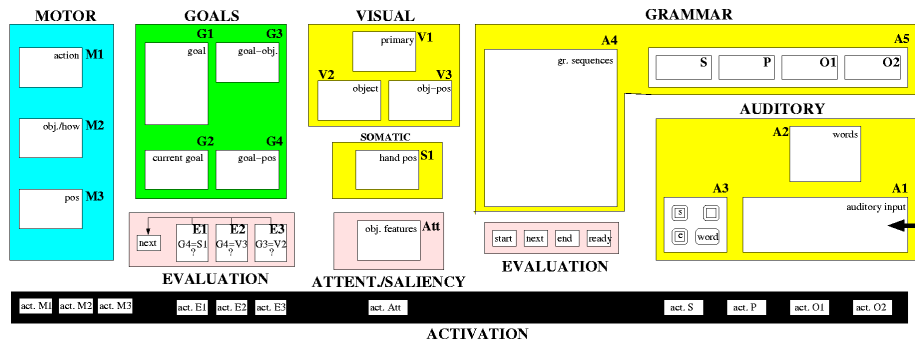 MOTOR
GOALS
VISUAL
GRAMMAR
action
M1
obj./how
M2
pos
M3
G1
goal
G3
goal-obj.
G2
current goal
G4
goal-pos
primary
V1
V2
object
V3
obj-pos
SOMATIC
hand pos
S1
A4
gr. sequences
A5
S
P
O1
O2
AUDITORY
A2
words
A3
s
e
word
A1
auditory input
next
E1
G4=S1
?
E2
G4=V3
?
E3
G3=V2
?
EVALUATION
obj. features
Att
ATTENT./SALIENCY
start
next
end
ready
EVALUATION
act. M1
act. M2
act. M3
act. E1
act. E2
act. E3
act. Att
act. S
act. P
act. O1
act. O2
ACTIVATION